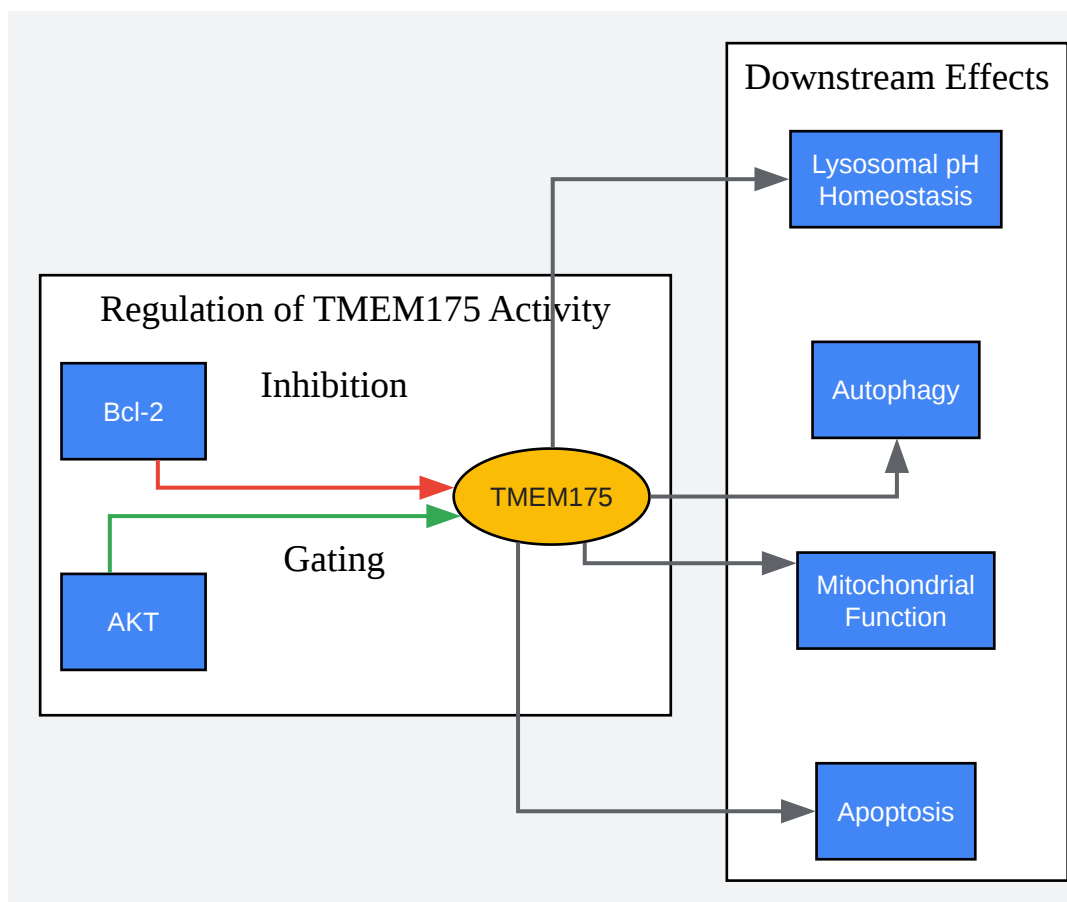 Downstream Effects
Lysosomal pH
Homeostasis
Regulation of TMEM175 Activity
Inhibition
Bcl-2
Autophagy
TMEM175
Gating
AKT
Mitochondrial
Function
Apoptosis